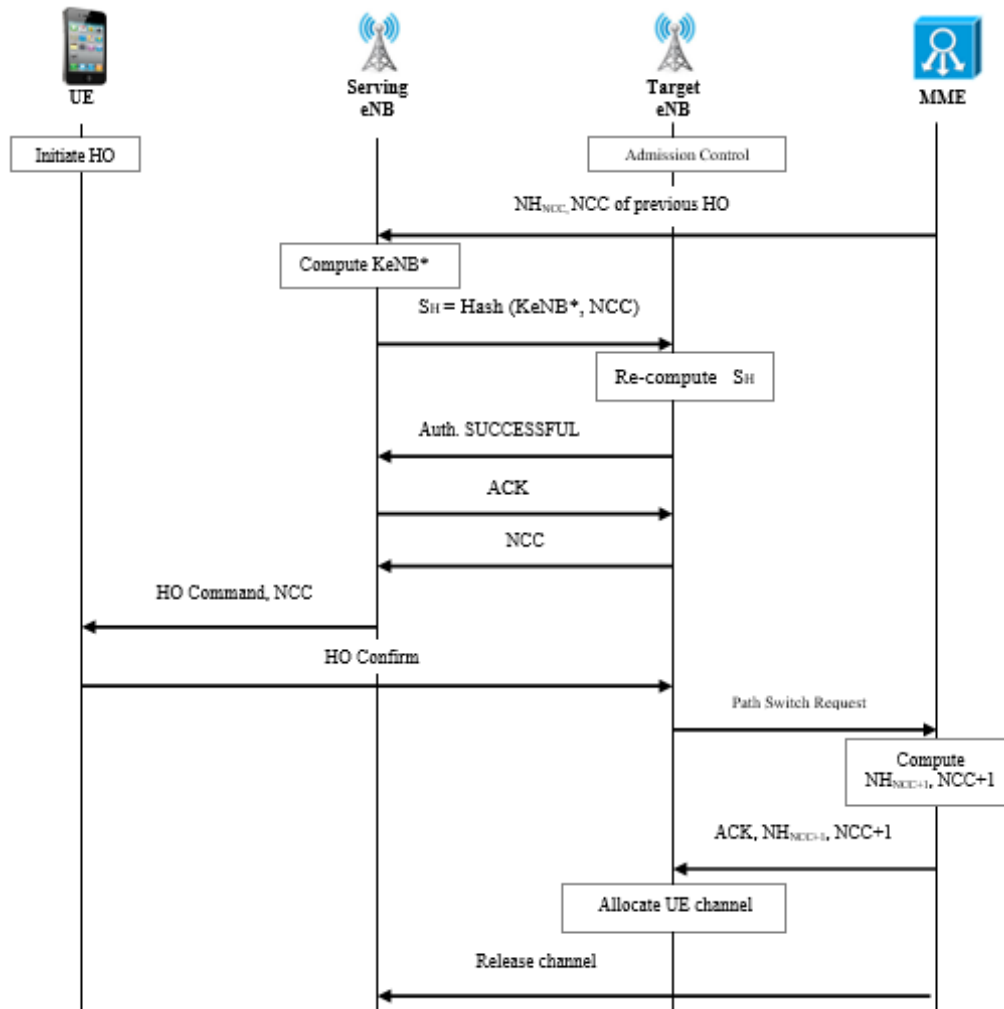 UE
Serving
eNB
Target
eNB
MME
Initiate HO
Admission Control
NHNCC, NCC of previous HO
Compute KeNB*
SH = Hash (KeNB*, NCC)
Re-compute SH
Auth. SUCCESSFUL
ACK
NCC
HO Command, NCC
HO Confirm
Path Switch Request
Compute
NHNCC+1, NCC+1
ACK, NHNCC+1, NCC+1
Allocate UE channel
Release channel